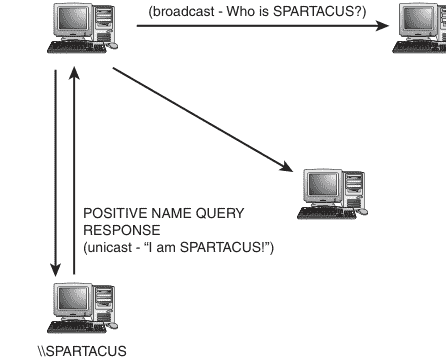 (broadcast - Who is SPARTACUS?)
POSITIVE NAME QUERY
RESPONSE
(unicast - “I am SPARTACUS!”)
\\SPARTACUS